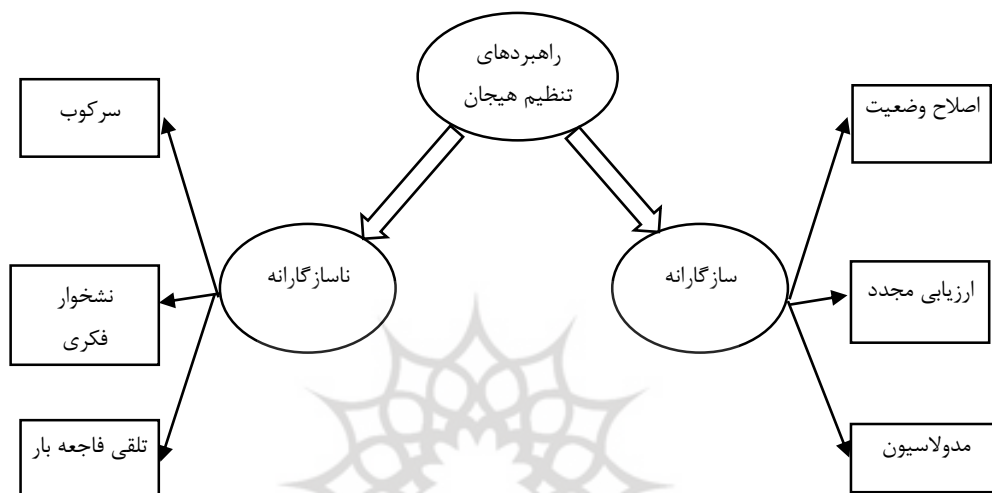 راهبردهای
تنظیم هیجان
سازگارانه
ناسازگارانه
اصلاح وضعیت
ارزیابی مجدد
مدولاسیون
سرکوب
نشخوار
فکری
تلقی فاجعه بار